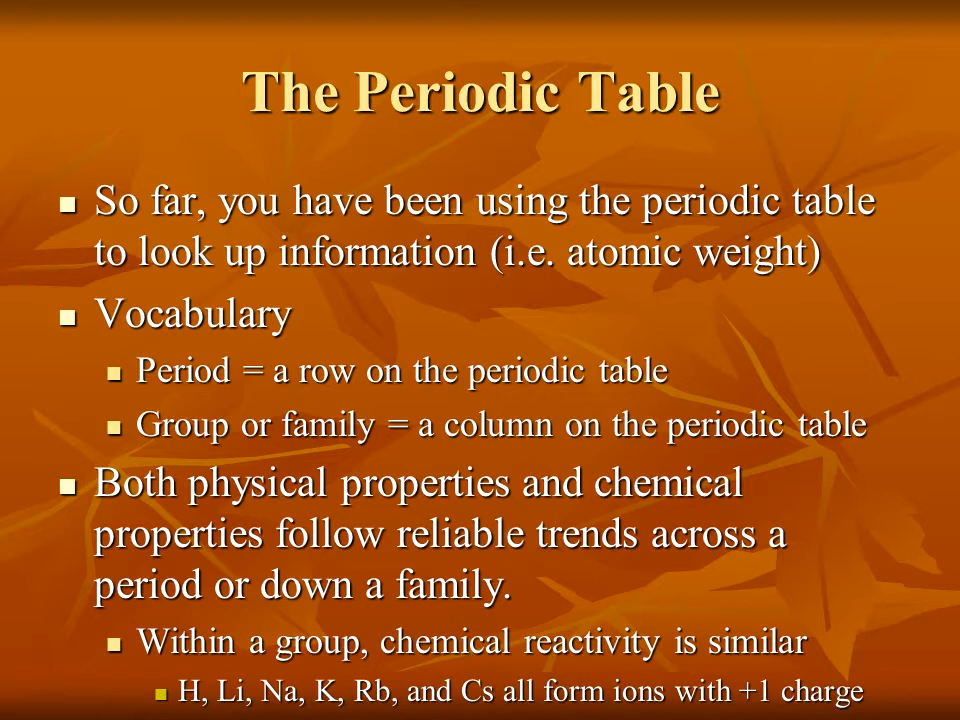 The Periodic Table
So far, you have been using the periodic table
to look up information (i.e. atomic weight)
Vocabulary
Period = a row on the periodic table
Group or family = a column on the periodic table
Both physical properties and chemical
properties follow reliable trends across a
period or down a family.
Within a group, chemical reactivity is similar
H, Li, Na, K, Rb, and Cs all form ions with +1 charge